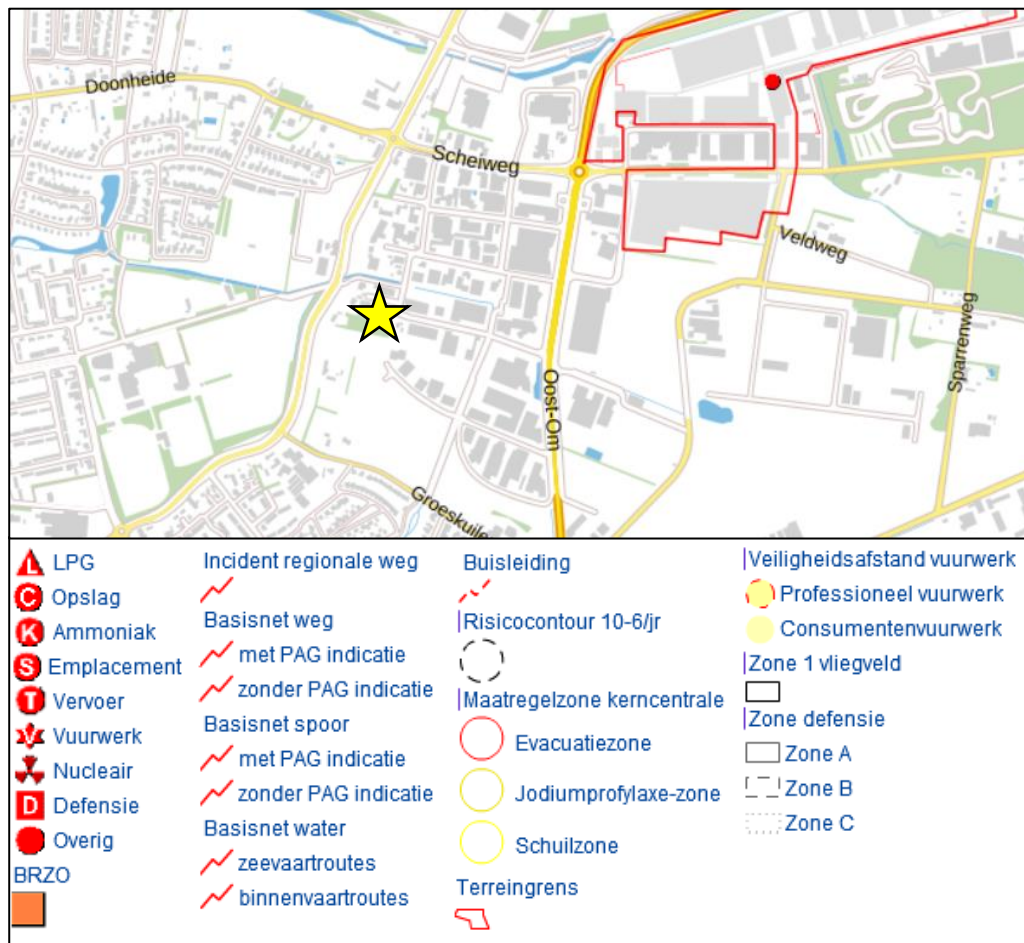 Doonheide
Scheiweg
Veldweg
Sparrenweg
Oost-Om
Groeskuile
L LPG
C Opslag
K Ammoniak
S Emplacement
T Vervoer
V Vuurwerk
Nucleair
D Defensie
Overig
BRZO
Incident regionale weg
Basisnet weg
met PAG indicatie
zonder PAG indicatie
Basisnet spoor
met PAG indicatie
zonder PAG indicatie
Basisnet water
zeevaartroutes
binnenvaartroutes
Buisleiding
Risicocontour 10-6/jr
Maatregelzone kerncentrale
Evacuatiezone
Jodiumprofylaxe-zone
Schuilzone
Terreingrens
Veiligheidsafstand vuurwerk
Professioneel vuurwerk
Consumentenvuurwerk
Zone 1 vliegveld
Zone defensie
Zone A
Zone B
Zone C